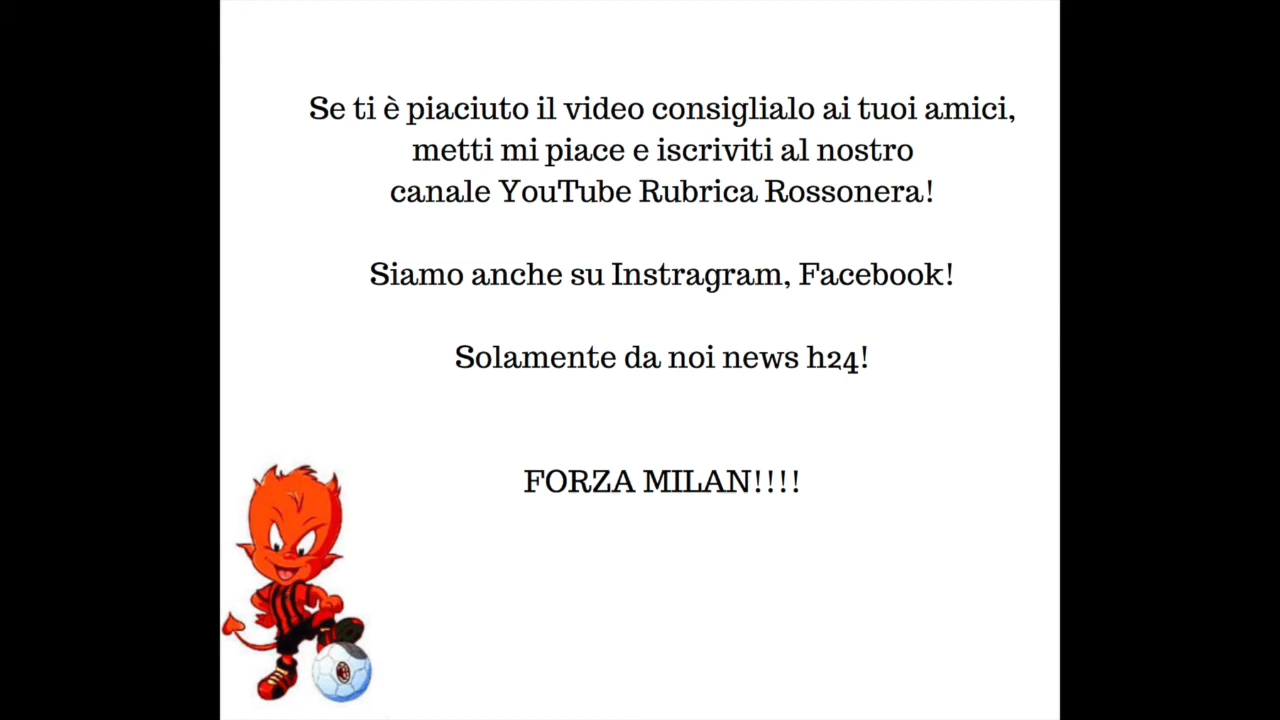 Se ti è piaciuto il video consiglialo ai tuoi amici,
metti mi piace e iscriviti al nostro
canale YouTube Rubrica Rossonera!
Siamo anche su Instragram, Facebook!
Solamente da noi news h24!
FORZA MILAN!!!!